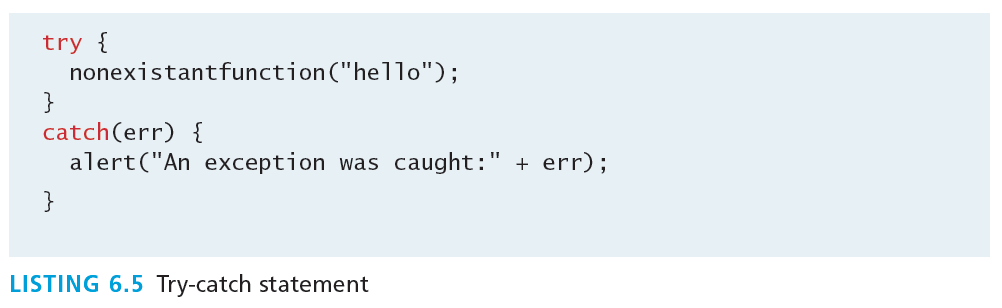 try {
  nonexistantfunction("hello");
}
catch(err) {
  alert("An exception was caught:" + err);
}
LISTING 6.5 Try-catch statement